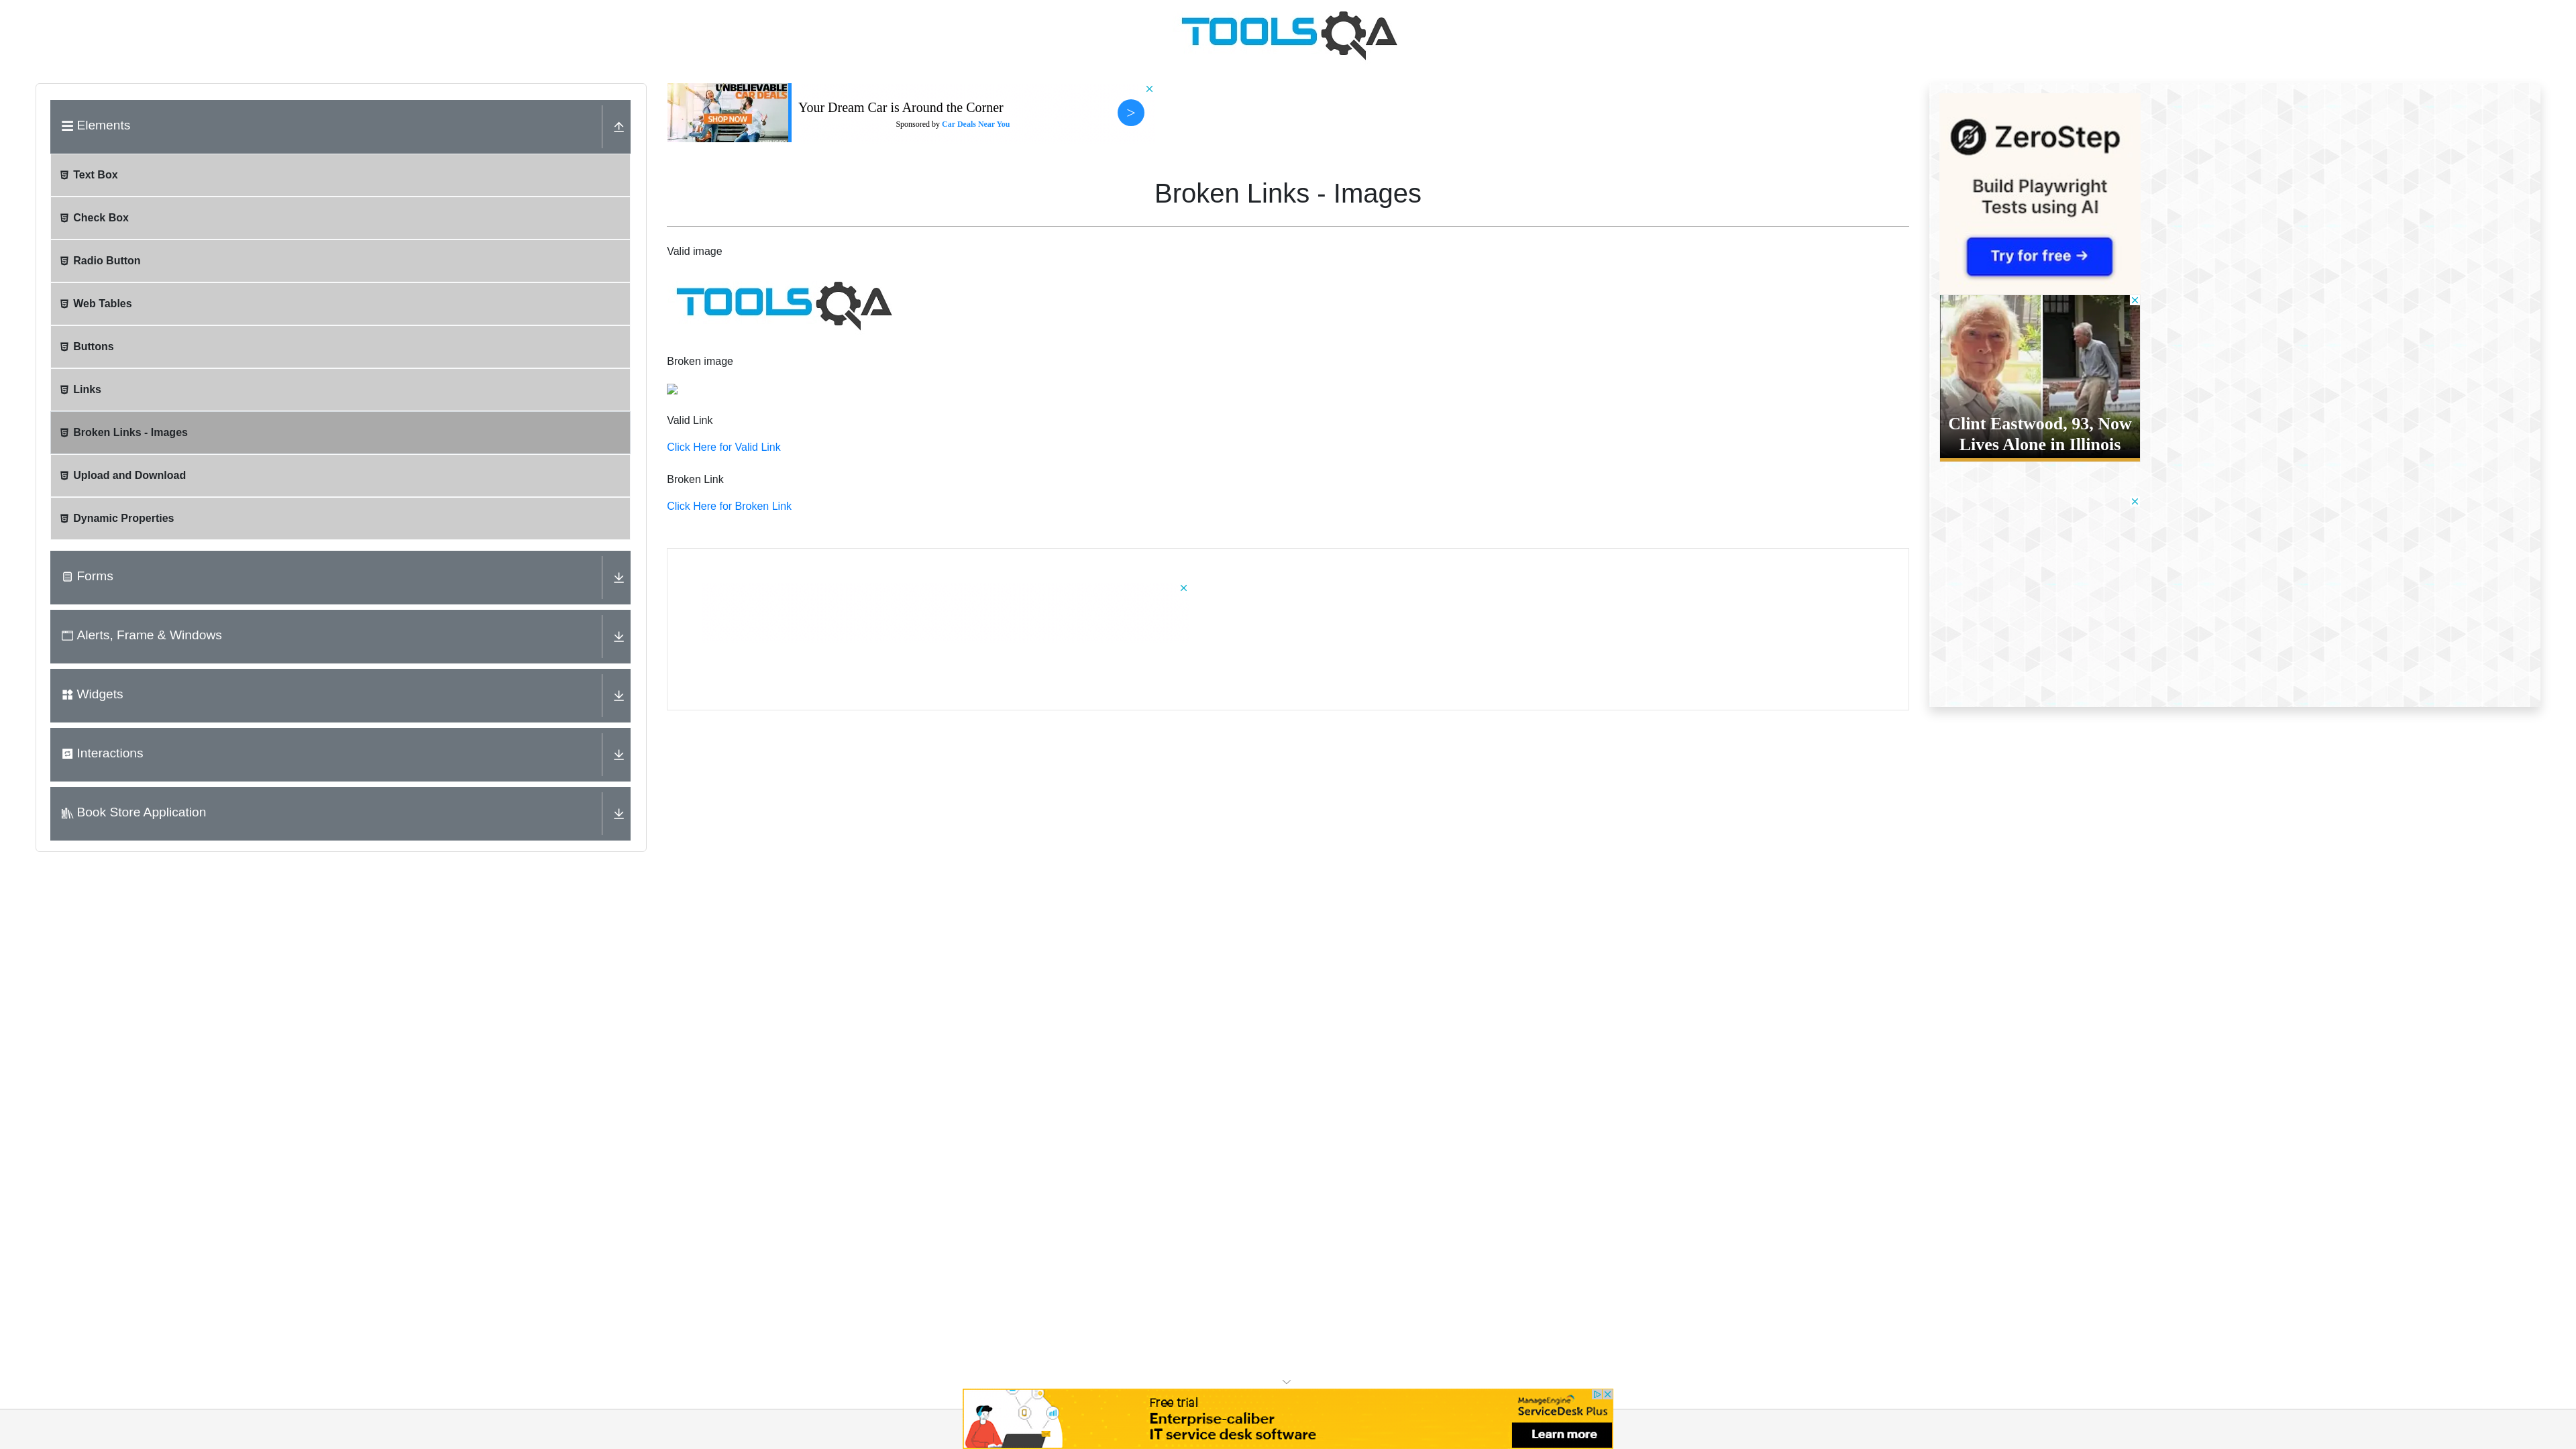 TOOLSQA
Elements
Text Box
Check Box
Radio Button
Web Tables
Buttons
Links
Broken Links - Images
Upload and Download
Dynamic Properties
Forms
Alerts, Frame & Windows
Widgets
Interactions
Book Store Application
UNBELIEVABLE
CAR DEALS
SHOP NOW
Your Dream Car is Around the Corner
Sponsored by Car Deals Near You
>
Broken Links - Images
Valid image
TOOLSQA
Broken image
Valid Link
Click Here for Valid Link
Broken Link
Click Here for Broken Link
ZeroStep
Build Playwright
Tests using AI
Try for free →
Clint Eastwood, 93, Now
Lives Alone in Illinois
Free trial
Enterprise-caliber
IT service desk software
ManageEngine
ServiceDesk Plus
Learn more